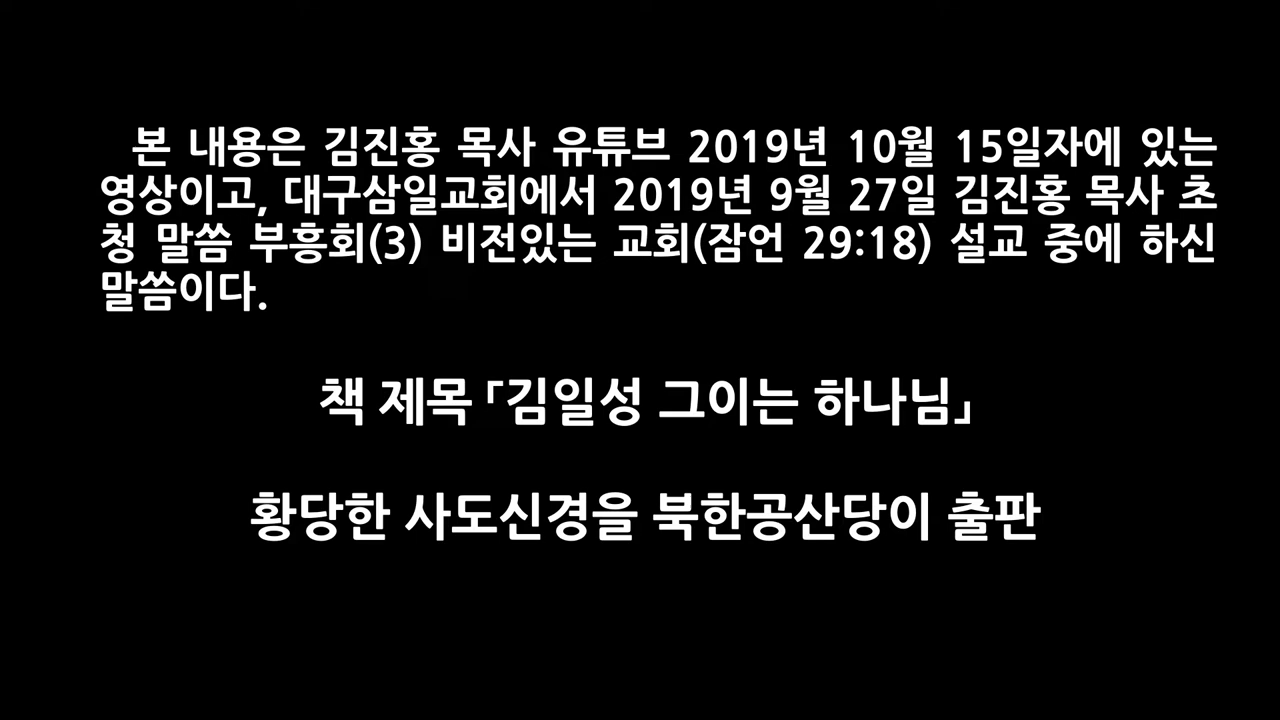 본 내용은 김진홍 목사 유튜브 2019년 10월 15일자에 있는
영상이고, 대구삼일교회에서 2019년 9월 27일 김진홍 목사 초
청 말씀 부흥회(3) 비전있는 교회(잠언 29:18) 설교 중에 하신
말씀이다.
책 제목 「김일성 그이는 하나님」
황당한 사도신경을 북한공산당이 출판